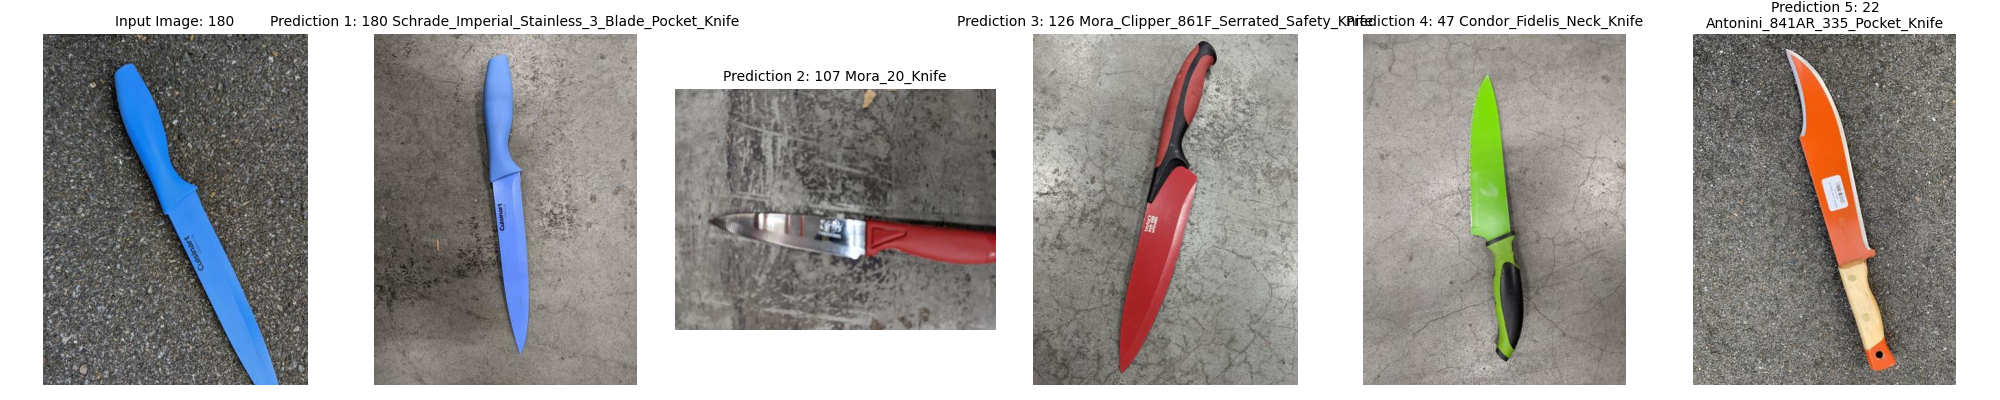 Input Image: 180
Prediction 1: 180 Schrade_Imperial_Stainless_3_Blade_Pocket_Knife
Prediction 2: 107 Mora_20_Knife
Prediction 3: 126 Mora_Clipper_861F_Serrated_Safety_Knife
Prediction 4: 47 Condor_Fidelis_Neck_Knife
Prediction 5: 22
Antonini_841AR_335_Pocket_Knife
Cuisinart
Cuisinart